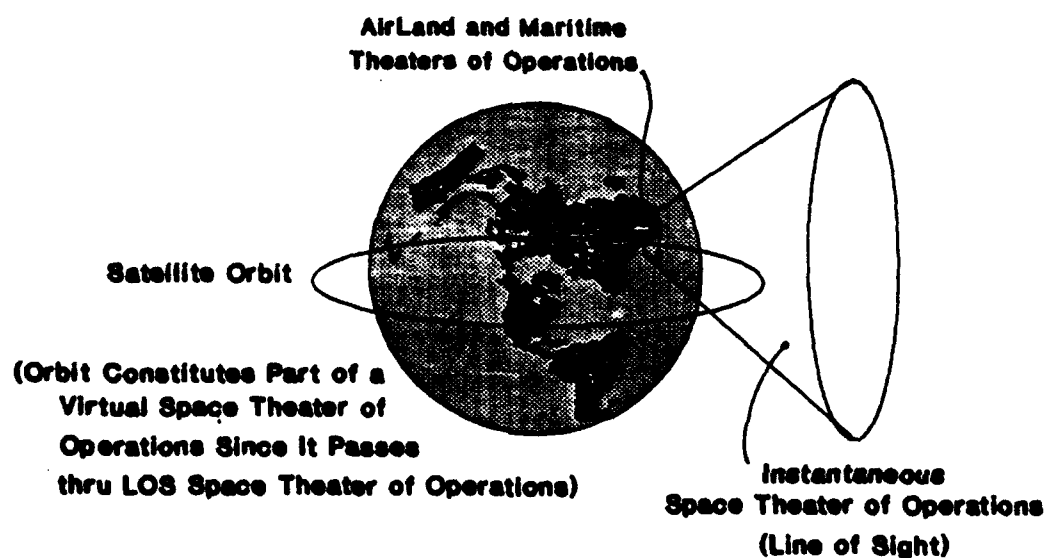 AirLand and Maritime
Theaters of Operations
Satellite Orbit
(Orbit Constitutes Part of a
Virtual Space Theater of
Operations Since it Passes
thru LOS Space Theater of Operations)
Instantaneous
Space Theater of Operations
(Line of Sight)